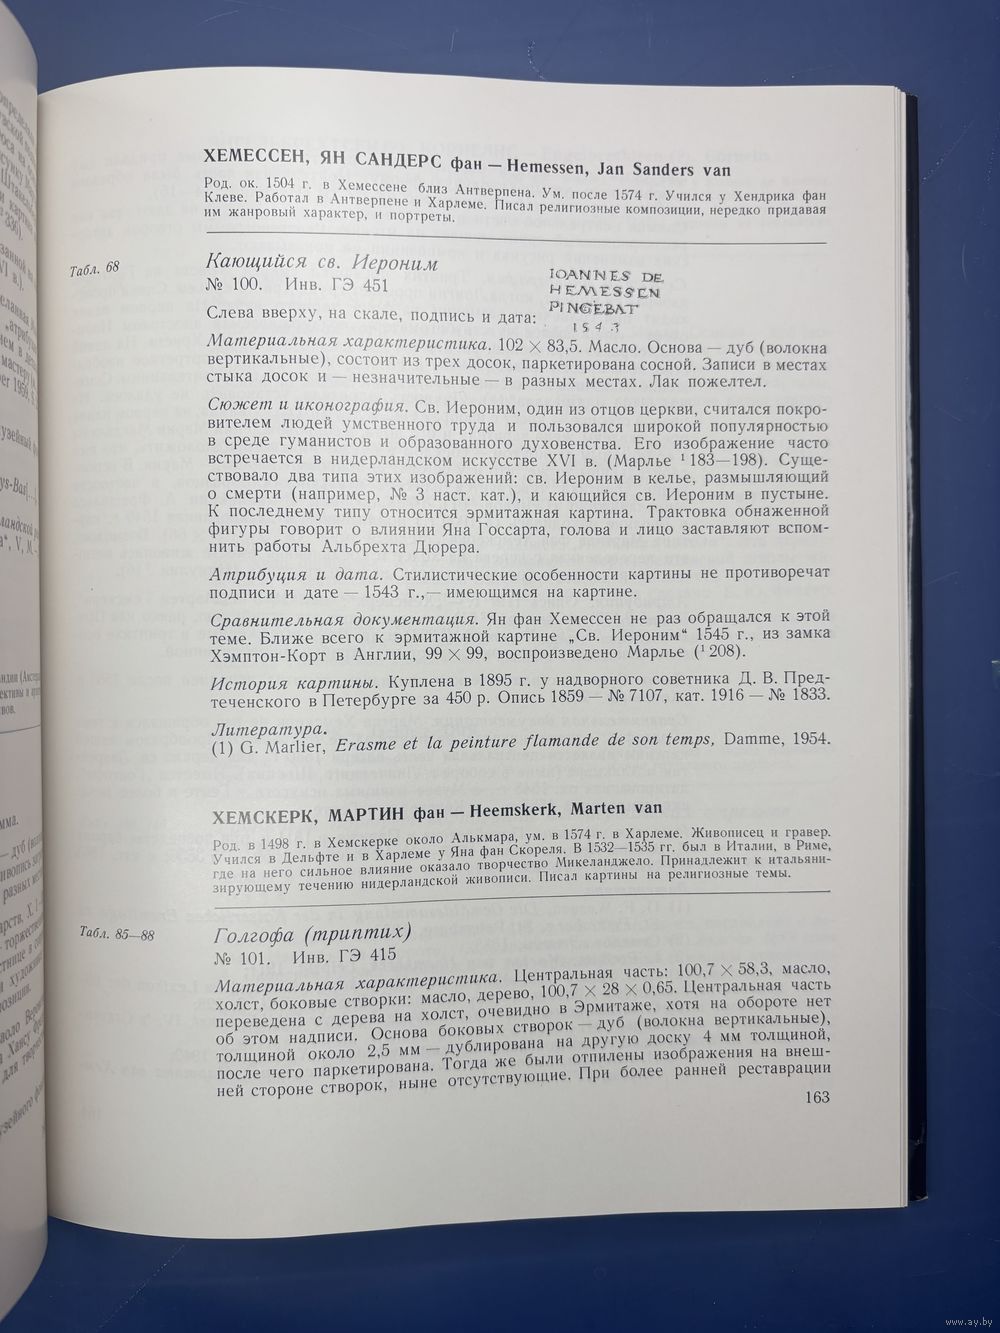 ХЕМЕССЕН, ЯН САНДЕРС фан — Hemessen, Jan Sanders van
Род. ок. 1504 г. в Хемессене близ Антверпена. Ум. после 1574 г. Учился у Хендрика фан
Клеве. Работал в Антверпене и Харлеме. Писал религиозные композиции, нередко придавая
им жанровый характер, и портреты.
Табл. 68
Кающийся св. Иероним
№ 100. Инв. ГЭ 451
Слева вверху, на скале, подпись и дата:
IOANNES DE
HEMESSEN
PINGEBAT
1543
Материальная характеристика. 102 × 83,5. Масло. Основа — дуб (волокна
вертикальные), состоит из трех досок, паркетирована сосной. Записи в местах
стыка досок и — незначительные — в разных местах. Лак пожелтел.
Сюжет и иконография. Св. Иероним, один из отцов церкви, считался покро-
вителем людей умственного труда и пользовался широкой популярностью
в среде гуманистов и образованного духовенства. Его изображение часто
встречается в нидерландском искусстве XVI в. (Марлье ¹ 183—198). Суще-
ствовало два типа этих изображений: св. Иероним в келье, размышляющий
о смерти (например, № 3 наст. кат.), и кающийся св. Иероним в пустыне.
К последнему типу относится эрмитажная картина. Трактовка обнаженной
фигуры говорит о влиянии Яна Госсарта, голова и лицо заставляют вспом-
нить работы Альбрехта Дюрера.
Атрибуция и дата. Стилистические особенности картины не противоречат
подписи и дате — 1543 г.,— имеющимся на картине.
Сравнительная документация. Ян фан Хемессен не раз обращался к этой
теме. Ближе всего к эрмитажной картине „Св. Иероним“ 1545 г., из замка
Хэмптон-Корт в Англии, 99 × 99, воспроизведено Марлье (¹ 208).
История картины. Куплена в 1895 г. у надворного советника Д. В. Пред-
теченского в Петербурге за 450 р. Опись 1859 — № 7107, кат. 1916 — № 1833.
Литература.
(1) G. Marlier, Erasme et la peinture flamande de son temps, Damme, 1954.
ХЕМСКЕРК, МАРТИН фан — Heemskerk, Marten van
Род. в 1498 г. в Хемскерке около Алькмара, ум. в 1574 г. в Харлеме. Живописец и гравер.
Учился в Дельфте и в Харлеме у Яна фан Скореля. В 1532—1535 гг. был в Италии, в Риме,
где на него сильное влияние оказало творчество Микеланджело. Принадлежит к итальяни-
зирующему течению нидерландской живописи. Писал картины на религиозные темы.
Табл. 85—88
Голгофа (триптих)
№ 101. Инв. ГЭ 415
Материальная характеристика. Центральная часть: 100,7 × 58,3, масло,
холст, боковые створки: масло, дерево, 100,7 × 28 × 0,65. Центральная часть
переведена с дерева на холст, очевидно в Эрмитаже, хотя на обороте нет
об этом надписи. Основа боковых створок — дуб (волокна вертикальные),
толщиной около 2,5 мм — дублирована на другую доску 4 мм толщиной,
после чего паркетирована. Тогда же были отпилены изображения на внеш-
ней стороне створок, ныне отсутствующие. При более ранней реставрации
163
www.ay.by